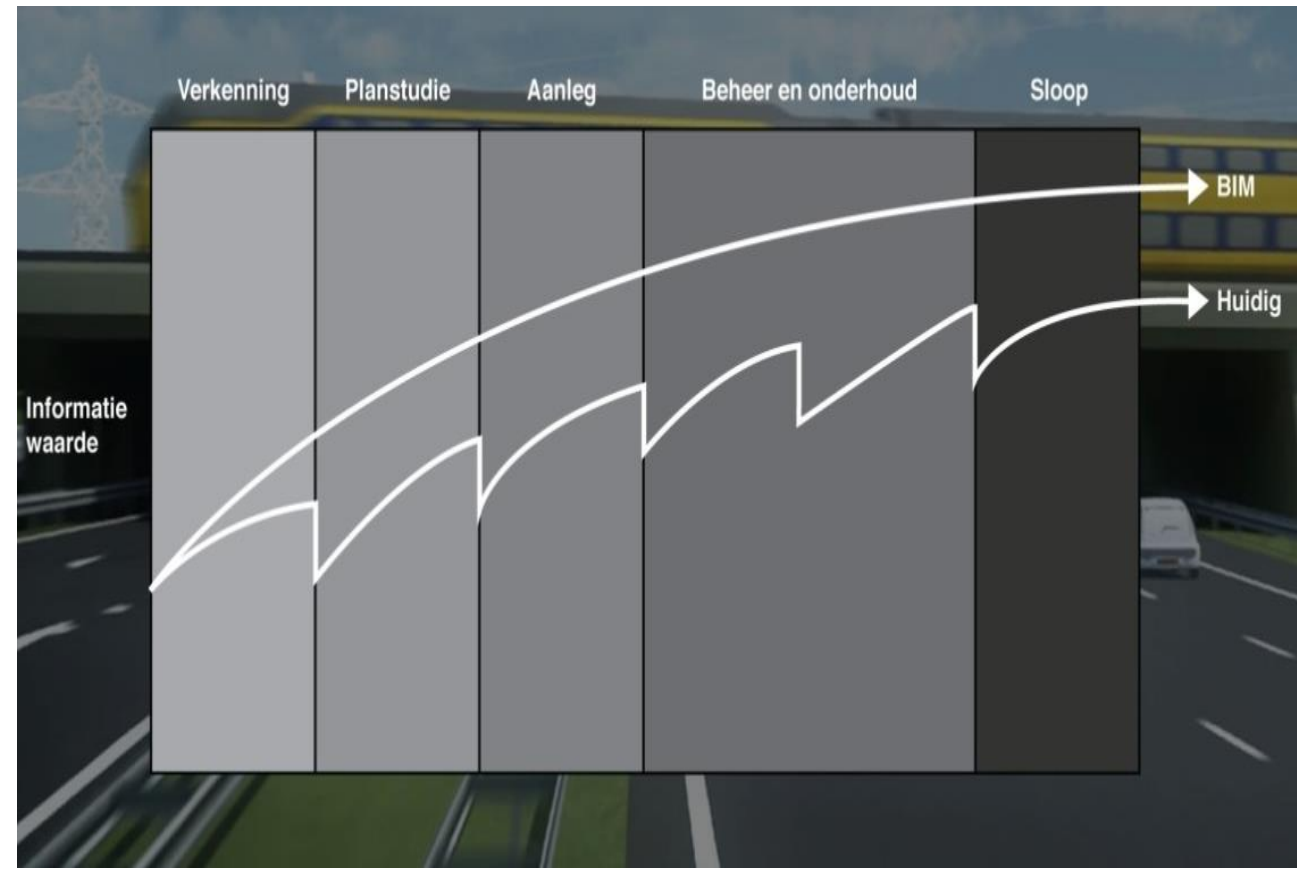 Verkenning
Planstudie
Aanleg
Beheer en onderhoud
Sloop
BIM
Huidig
Informatie
waarde